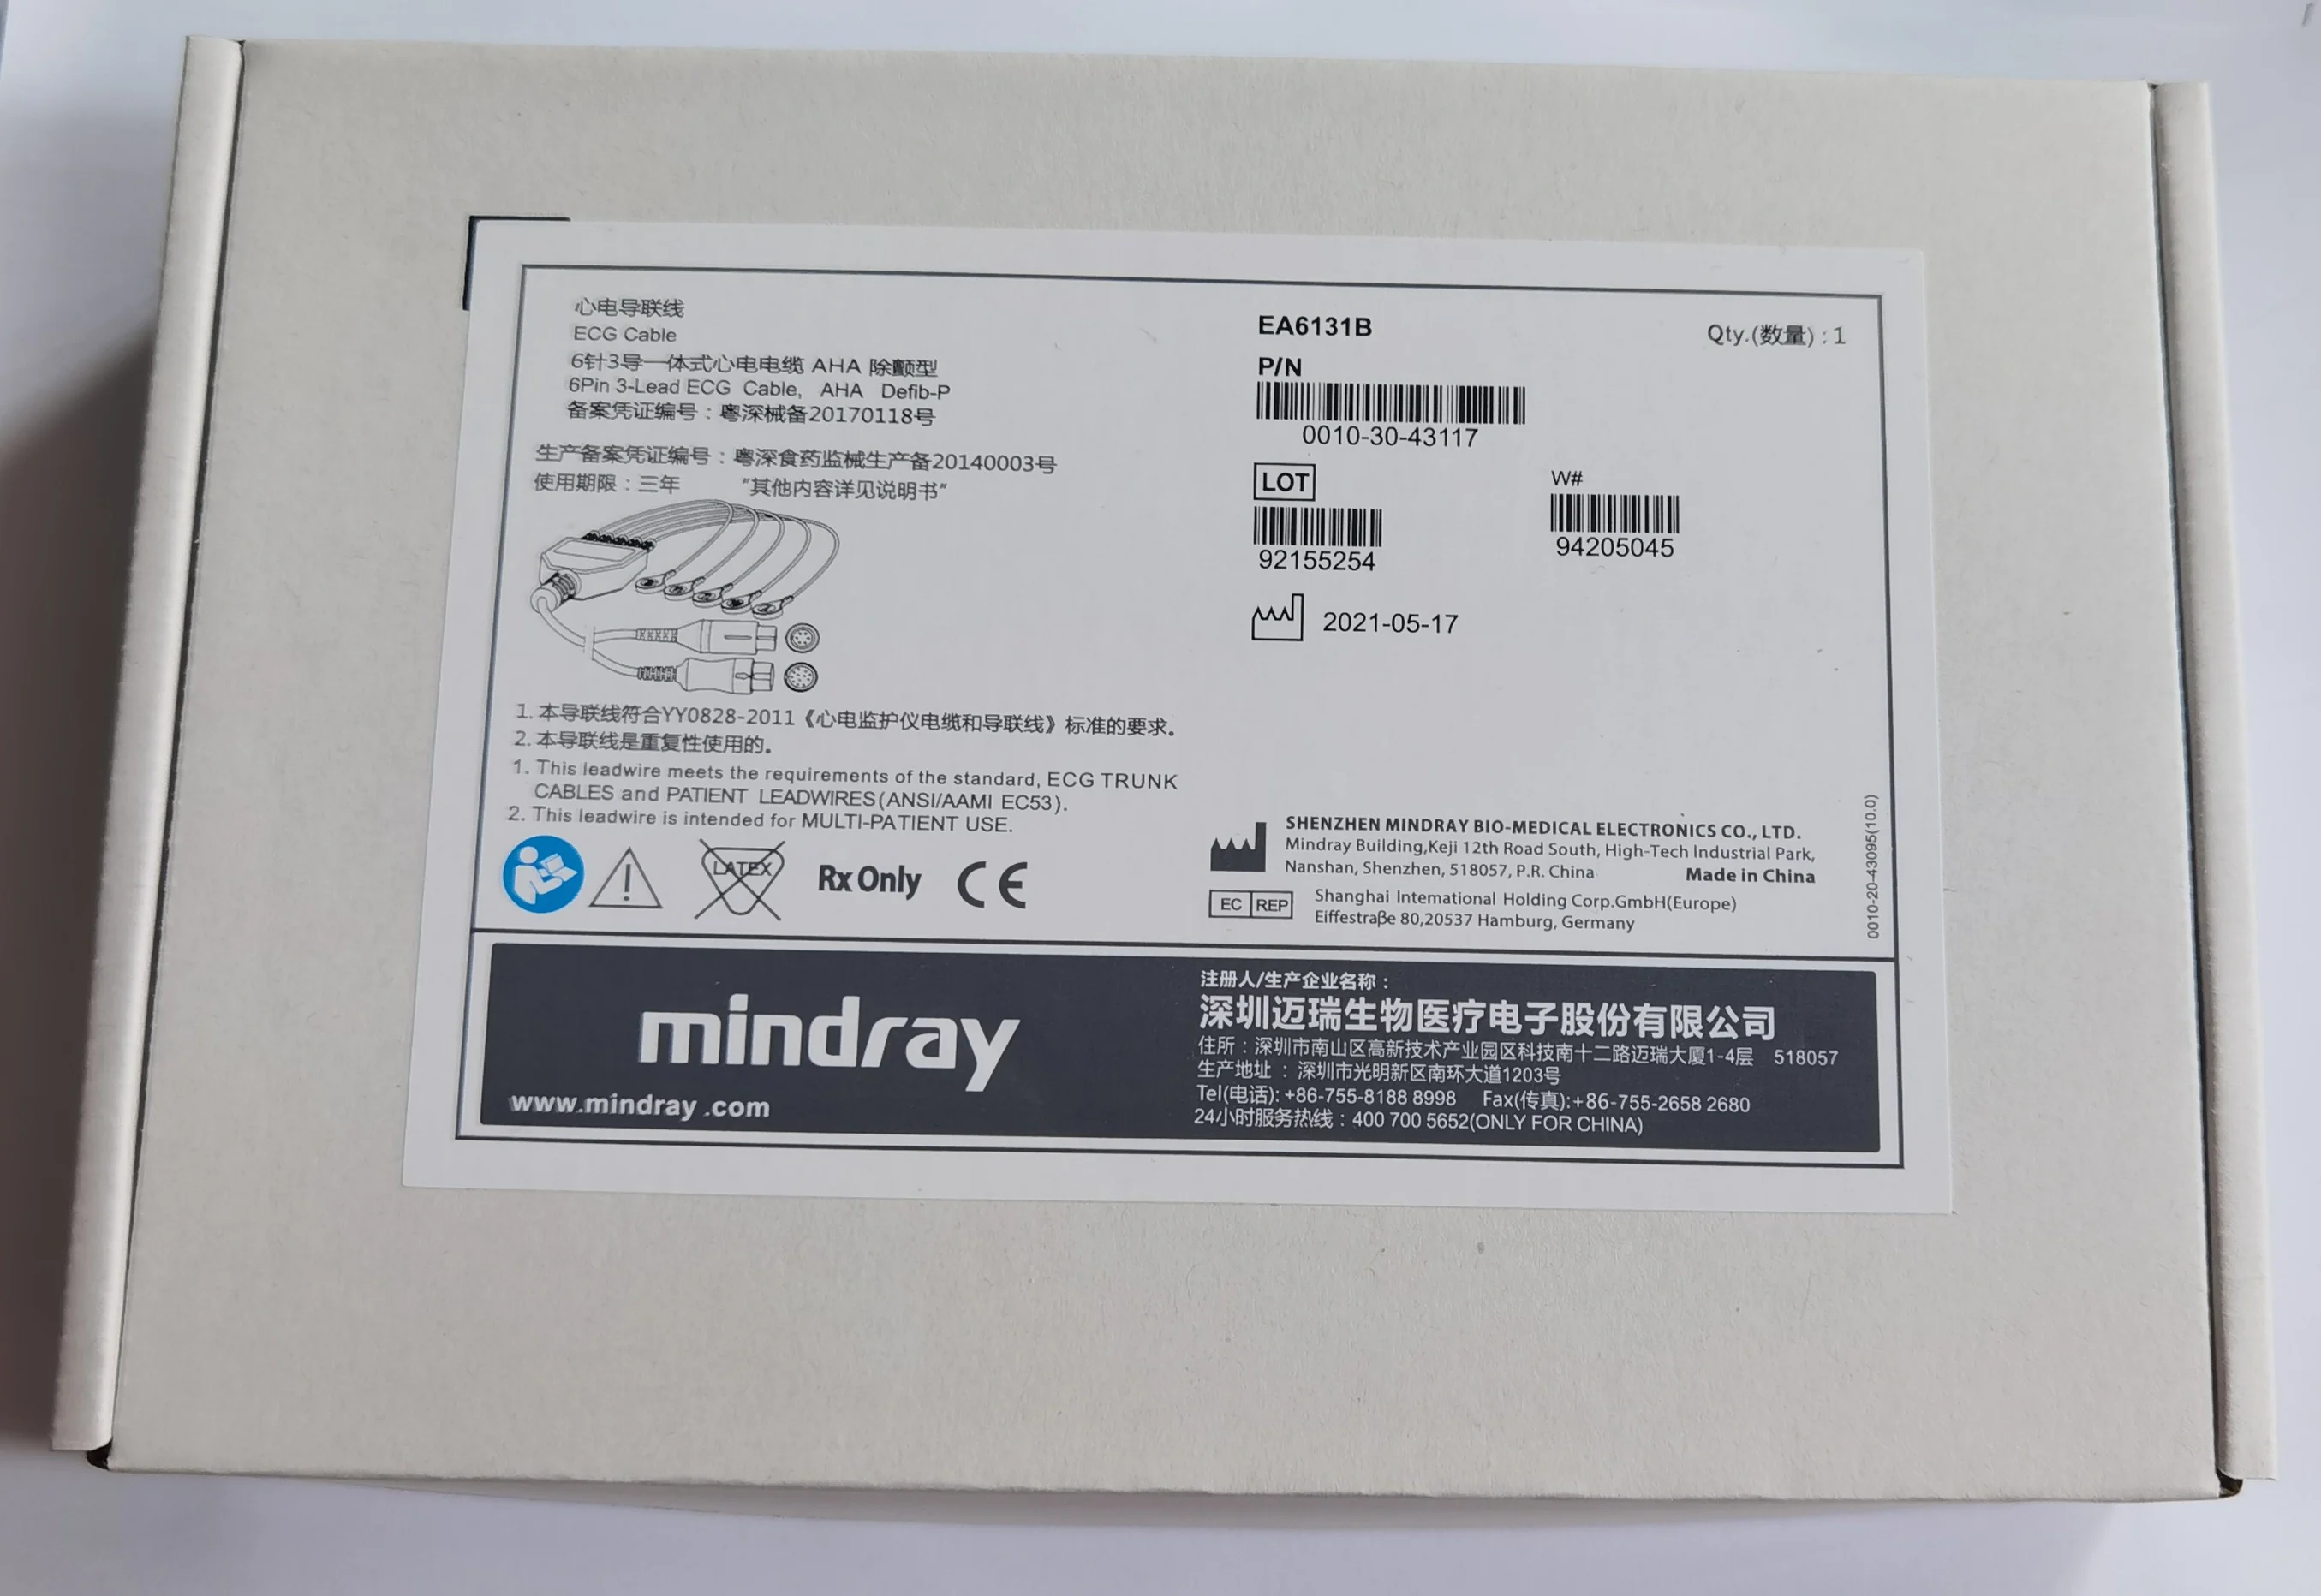 心电导联线
ECG Cable
6针3导一体式心电电缆 AHA 除颤型
6Pin 3-Lead ECG Cable, AHA Defib-P
备案凭证编号：粤深械备20170118号
生产备案凭证编号：粤深食药监械生产备20140003号
使用期限：三年 "其他内容详见说明书"
EA6131B
Qty.(数量) : 1
P/N
0010-30-43117
LOT
92155254
W#
94205045
2021-05-17
1. 本导联线符合YY0828-2011《心电监护仪电缆和导联线》标准的要求。
2. 本导联线是重复性使用的。
1. This leadwire meets the requirements of the standard, ECG TRUNK
CABLES and PATIENT LEADWIRES(ANSI/AAMI EC53).
2. This leadwire is intended for MULTI-PATIENT USE.
LATEX
Rx Only
CE
SHENZHEN MINDRAY BIO-MEDICAL ELECTRONICS CO., LTD.
Mindray Building,Keji 12th Road South, High-Tech Industrial Park,
Nanshan, Shenzhen, 518057, P.R. China Made in China
EC REP
Shanghai International Holding Corp.GmbH(Europe)
Eiffestraße 80,20537 Hamburg, Germany
0010-20-43095(10.0)
mindray
www.mindray .com
注册人/生产企业名称：
深圳迈瑞生物医疗电子股份有限公司
住所：深圳市南山区高新技术产业园区科技南十二路迈瑞大厦1-4层 518057
生产地址 ：深圳市光明新区南环大道1203号
Tel(电话): +86-755-8188 8998 Fax(传真):+86-755-2658 2680
24小时服务热线：400 700 5652(ONLY FOR CHINA)